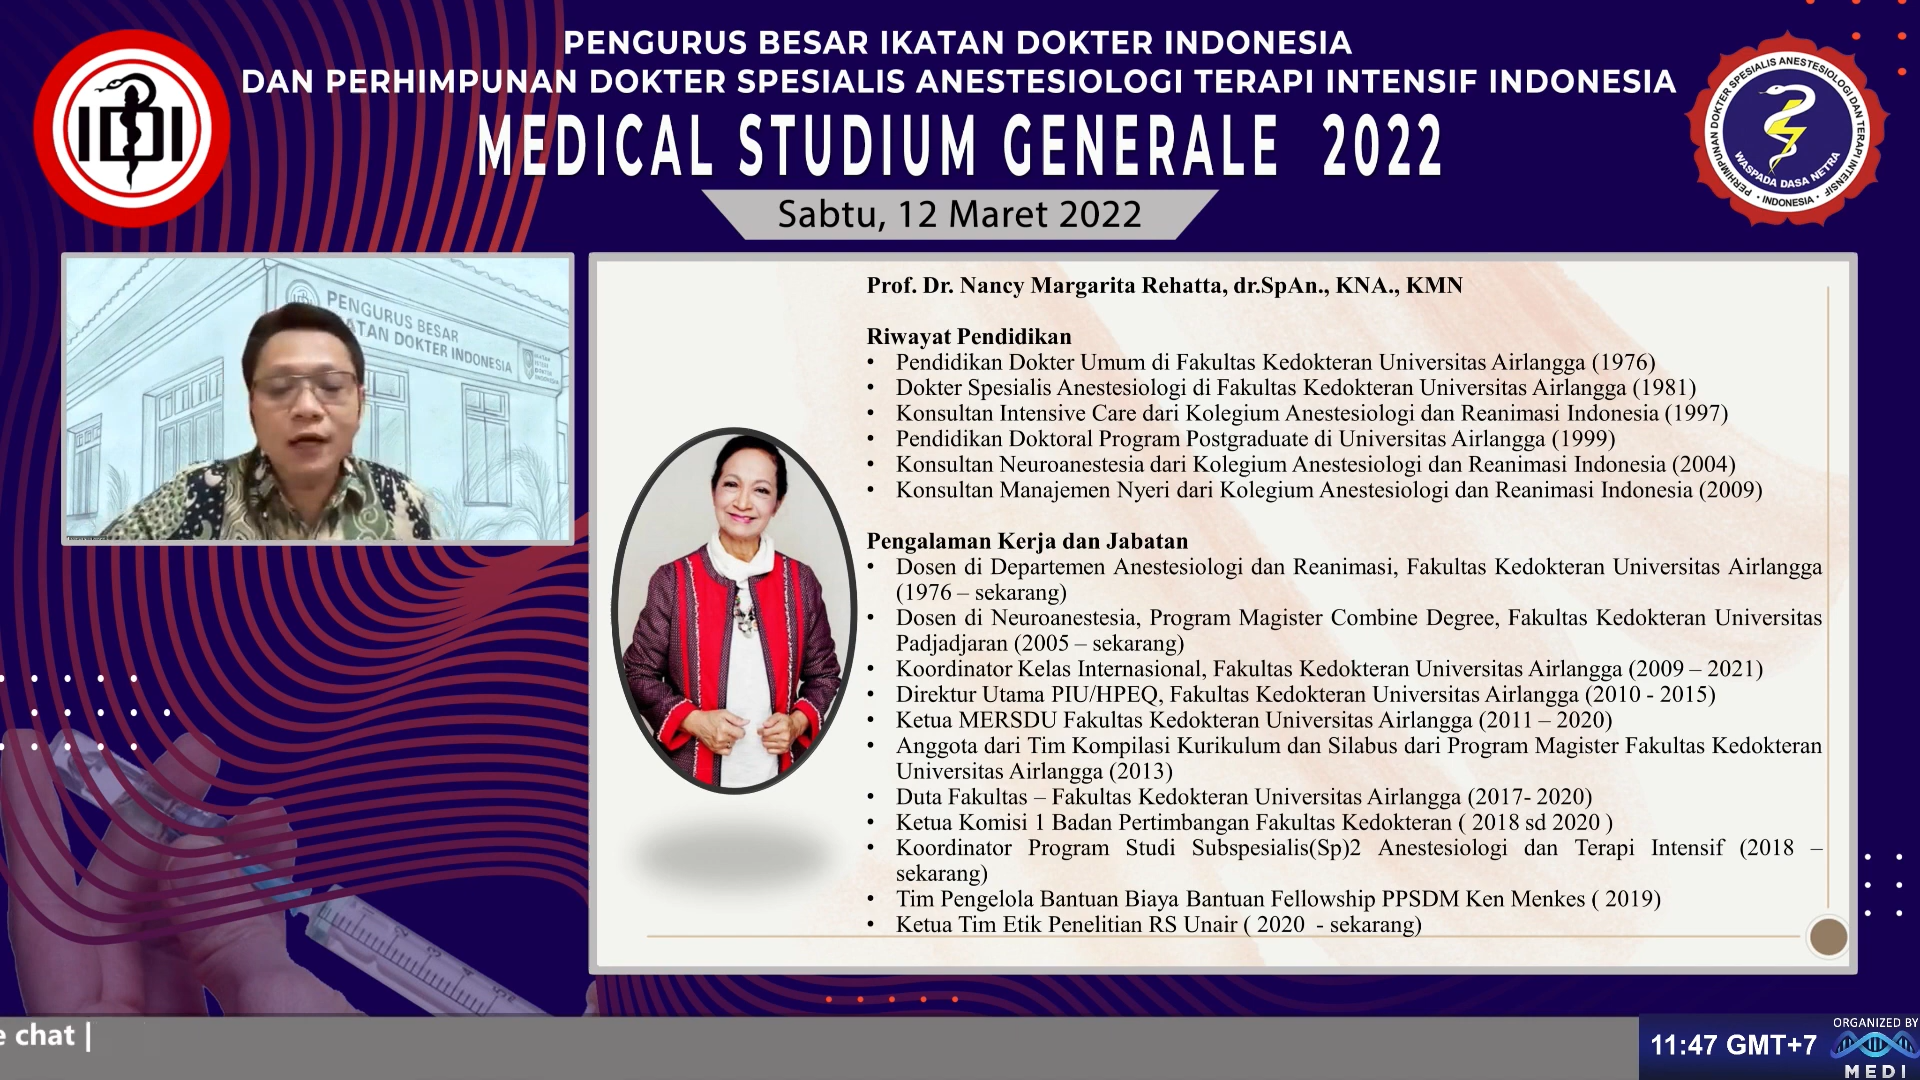 PENGURUS BESAR IKATAN DOKTER INDONESIA
DAN PERHIMPUNAN DOKTER SPESIALIS ANESTESIOLOGI TERAPI INTENSIF INDONESIA
MEDICAL STUDIUM GENERALE 2022
Sabtu, 12 Maret 2022
IDI
PERHIMPUNAN DOKTER SPESIALIS ANESTESIOLOGI DAN TERAPI INTENSIF
WASPADA DASA NETRA
• INDONESIA •
PENGURUS BESAR
IKATAN DOKTER INDONESIA
Prof. Dr. Nancy Margarita Rehatta, dr.SpAn., KNA., KMN
Riwayat Pendidikan
• Pendidikan Dokter Umum di Fakultas Kedokteran Universitas Airlangga (1976)
• Dokter Spesialis Anestesiologi di Fakultas Kedokteran Universitas Airlangga (1981)
• Konsultan Intensive Care dari Kolegium Anestesiologi dan Reanimasi Indonesia (1997)
• Pendidikan Doktoral Program Postgraduate di Universitas Airlangga (1999)
• Konsultan Neuroanestesia dari Kolegium Anestesiologi dan Reanimasi Indonesia (2004)
• Konsultan Manajemen Nyeri dari Kolegium Anestesiologi dan Reanimasi Indonesia (2009)
Pengalaman Kerja dan Jabatan
• Dosen di Departemen Anestesiologi dan Reanimasi, Fakultas Kedokteran Universitas Airlangga
(1976 – sekarang)
• Dosen di Neuroanestesia, Program Magister Combine Degree, Fakultas Kedokteran Universitas
Padjadjaran (2005 – sekarang)
• Koordinator Kelas Internasional, Fakultas Kedokteran Universitas Airlangga (2009 – 2021)
• Direktur Utama PIU/HPEQ, Fakultas Kedokteran Universitas Airlangga (2010 - 2015)
• Ketua MERSDU Fakultas Kedokteran Universitas Airlangga (2011 – 2020)
• Anggota dari Tim Kompilasi Kurikulum dan Silabus dari Program Magister Fakultas Kedokteran
Universitas Airlangga (2013)
• Duta Fakultas – Fakultas Kedokteran Universitas Airlangga (2017- 2020)
• Ketua Komisi 1 Badan Pertimbangan Fakultas Kedokteran ( 2018 sd 2020 )
• Koordinator Program Studi Subspesialis(Sp)2 Anestesiologi dan Terapi Intensif (2018 –
sekarang)
• Tim Pengelola Bantuan Biaya Bantuan Fellowship PPSDM Ken Menkes ( 2019)
• Ketua Tim Etik Penelitian RS Unair ( 2020 - sekarang)
e chat |
11:47 GMT+7
ORGANIZED BY
MEDI